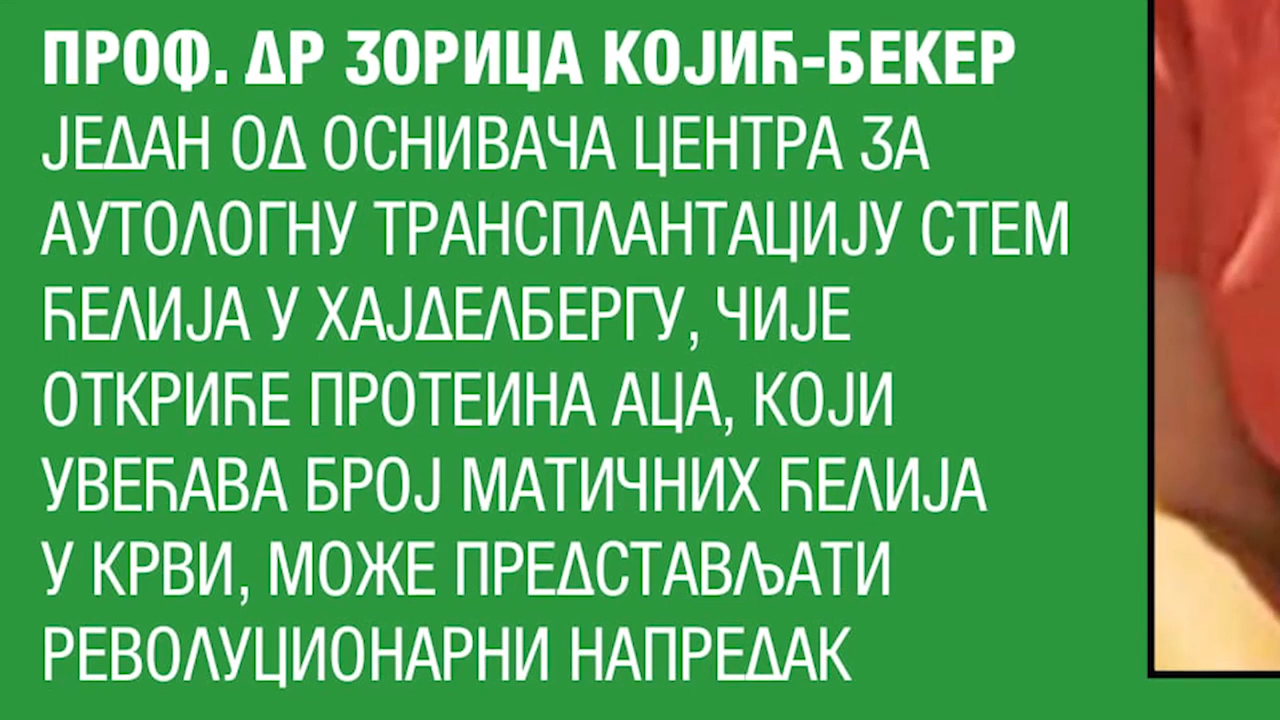 ПРОФ. ДР ЗОРИЦА КОЈИЋ-БЕКЕР
ЈЕДАН ОД ОСНИВАЧА ЦЕНТРА ЗА
АУТОЛОГНУ ТРАНСПЛАНТАЦИЈУ СТЕМ
ЋЕЛИЈА У ХАЈДЕЛБЕРГУ, ЧИЈЕ
ОТКРИЋЕ ПРОТЕИНА АЦА, КОЈИ
УВЕЋАВА БРОЈ МАТИЧНИХ ЋЕЛИЈА
У КРВИ, МОЖЕ ПРЕДСТАВЉАТИ
РЕВОЛУЦИОНАРНИ НАПРЕДАК